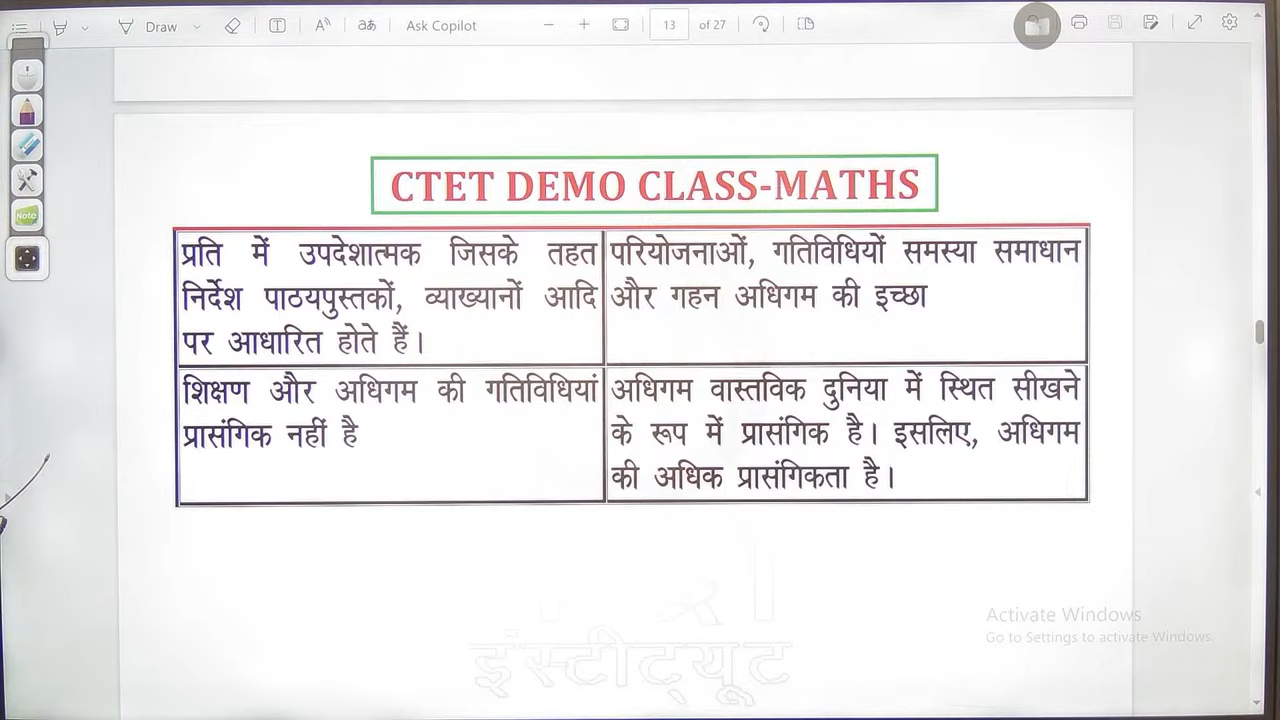 Draw
Ask Copilot
13 of 27
Note
CTET DEMO CLASS-MATHS
प्रति में उपदेशात्मक जिसके तहत
निर्देश पाठयपुस्तकों, व्याख्यानों आदि
पर आधारित होते हैं।
परियोजनाओं, गतिविधियों समस्या समाधान
और गहन अधिगम की इच्छा
शिक्षण और अधिगम की गतिविधियां
प्रासंगिक नहीं है
अधिगम वास्तविक दुनिया में स्थित सीखने
के रूप में प्रासंगिक है। इसलिए, अधिगम
की अधिक प्रासंगिकता है।
इंस्टीट्यूट
Activate Windows
Go to Settings to activate Windows.